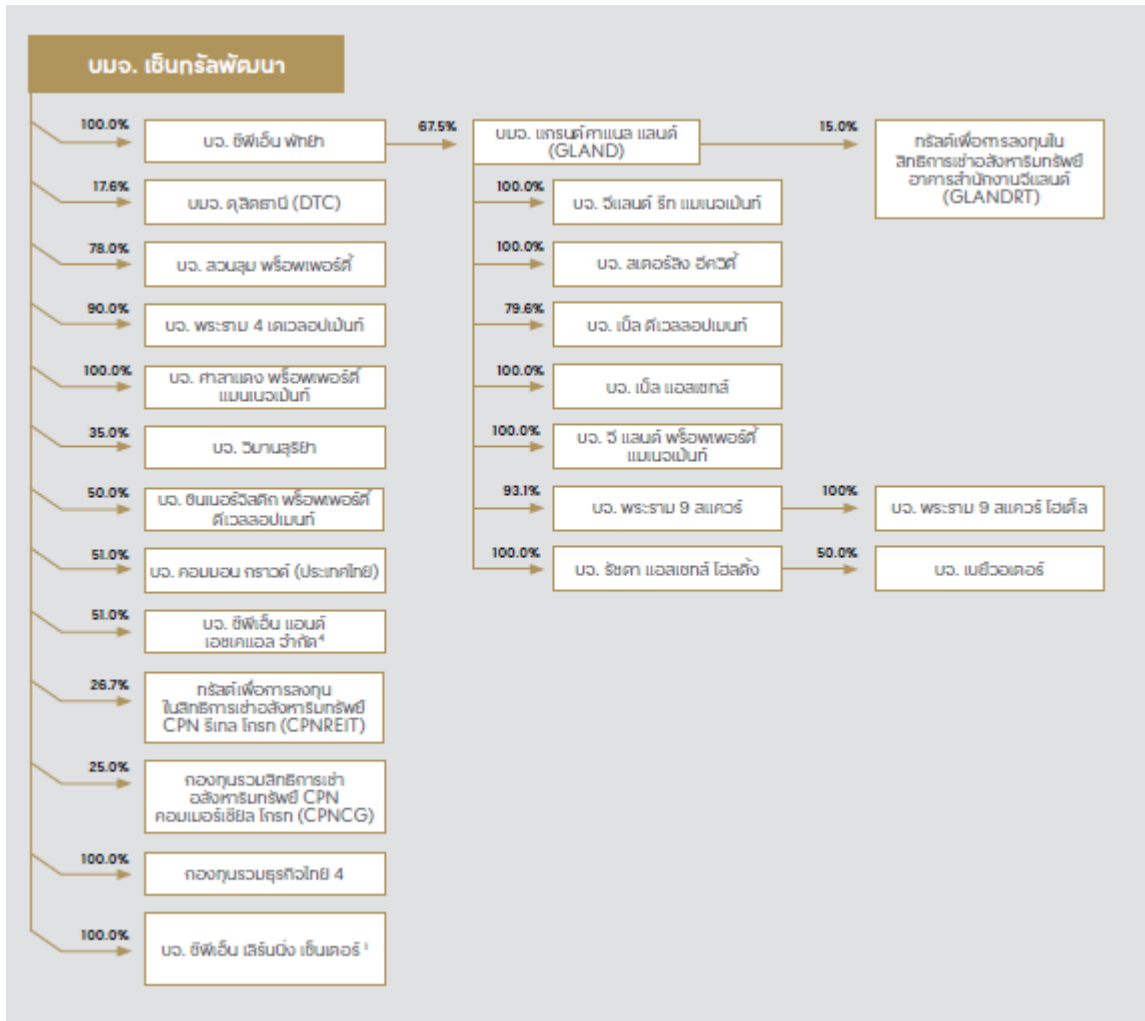 บมจ. เซ็นทรัลพัฒนา
100.0%
บจ. ซีพีเอ็น พัทยา
67.5%
บมจ. แกรนด์ คาแนล แลนด์
(GLAND)
15.0%
ทรัสต์เพื่อการลงทุนใน
สิทธิการเช่าอสังหาริมทรัพย์
อาคารสำนักงานจีแลนด์
(GLANDRT)
17.6%
บมจ. ดุสิตธานี (DTC)
100.0%
บจ. จีแลนด์ รีท แมเนจเม้นท์
78.0%
บจ. สวนลุม พร็อพเพอร์ตี้
100.0%
บจ. สเตอร์ลิง อีควิตี้
90.0%
บจ. พระราม 4 เดเวลอปเม้นท์
79.6%
บจ. เบ็ล ดีเวลลอปเมนท์
100.0%
บจ. ศาลาแดง พร็อพเพอร์ตี้
แมนเนจเม้นท์
100.0%
บจ. เบ็ล แอสเซทส์
35.0%
บจ. วิมานสุริยา
100.0%
บจ. จี แลนด์ พร็อพเพอร์ตี้
แมเนจเม้นท์
50.0%
บจ. ซินเนอร์จิสติก พร็อพเพอร์ตี้
ดีเวลลอปเมนท์
93.1%
บจ. พระราม 9 สแควร์
100%
บจ. พระราม 9 สแควร์ โฮเต็ล
51.0%
บจ. คอมมอน กราวด์ (ประเทศไทย)
100.0%
บจ. รัชดา แอสเซทส์ โฮลดิ้ง
50.0%
บจ. เบย์วอเตอร์
51.0%
บจ. ซีพีเอ็น แอนด์
เอชเคแอล จำกัด⁴
26.7%
ทรัสต์เพื่อการลงทุน
ในสิทธิการเช่าอสังหาริมทรัพย์
CPN รีเทล โกรท (CPNREIT)
25.0%
กองทุนรวมสิทธิการเช่า
อสังหาริมทรัพย์ CPN
คอมเมอร์เชียล โกรท (CPNCG)
100.0%
กองทุนรวมธุรกิจไทย 4
100.0%
บจ. ซีพีเอ็น เลิร์นนิ่ง เซ็นเตอร์ ¹